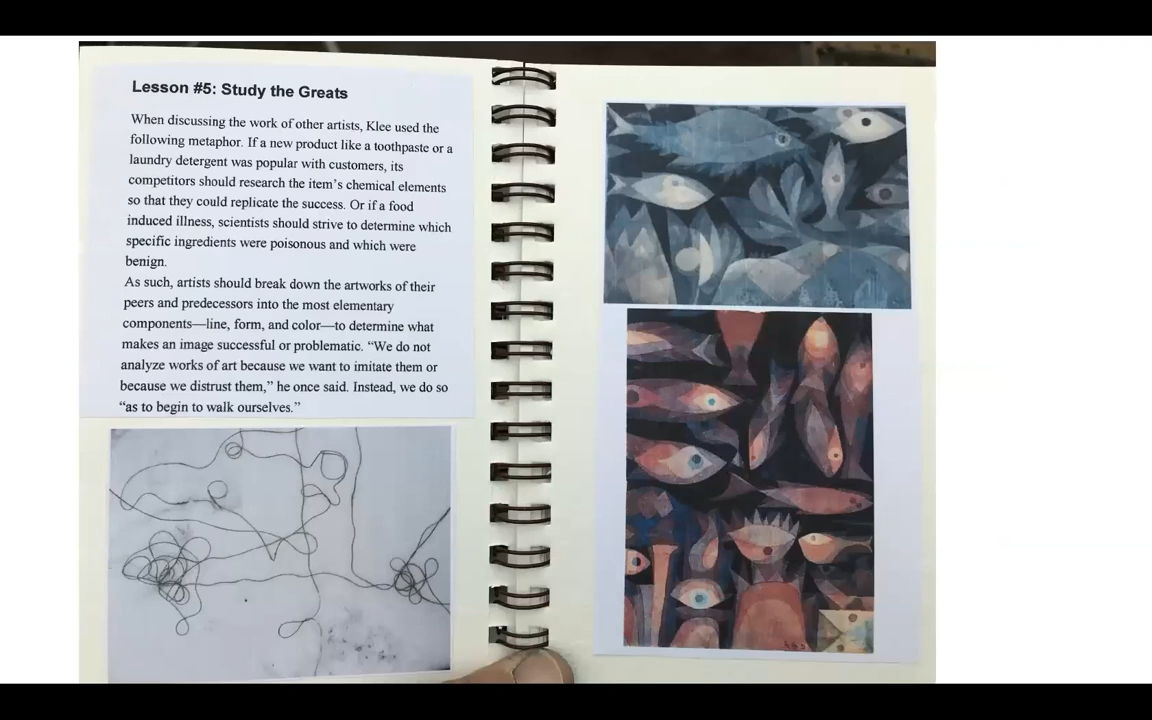 Lesson #5: Study the Greats
When discussing the work of other artists, Klee used the
following metaphor. If a new product like a toothpaste or a
laundry detergent was popular with customers, its
competitors should research the item’s chemical elements
so that they could replicate the success. Or if a food
induced illness, scientists should strive to determine which
specific ingredients were poisonous and which were
benign.
As such, artists should break down the artworks of their
peers and predecessors into the most elementary
components—line, form, and color—to determine what
makes an image successful or problematic. “We do not
analyze works of art because we want to imitate them or
because we distrust them,” he once said. Instead, we do so
“as to begin to walk ourselves.”